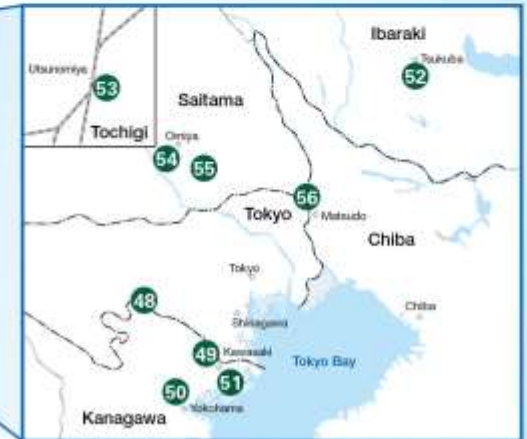 Ibaraki
Tsukuba
52
Utsunomiya
53
Saitama
Tochigi
Omiya
54
55
56
Tokyo
Matsudo
Chiba
Tokyo
48
Chiba
Shinagawa
49
Kawasaki
Tokyo Bay
51
50
Yokohama
Kanagawa